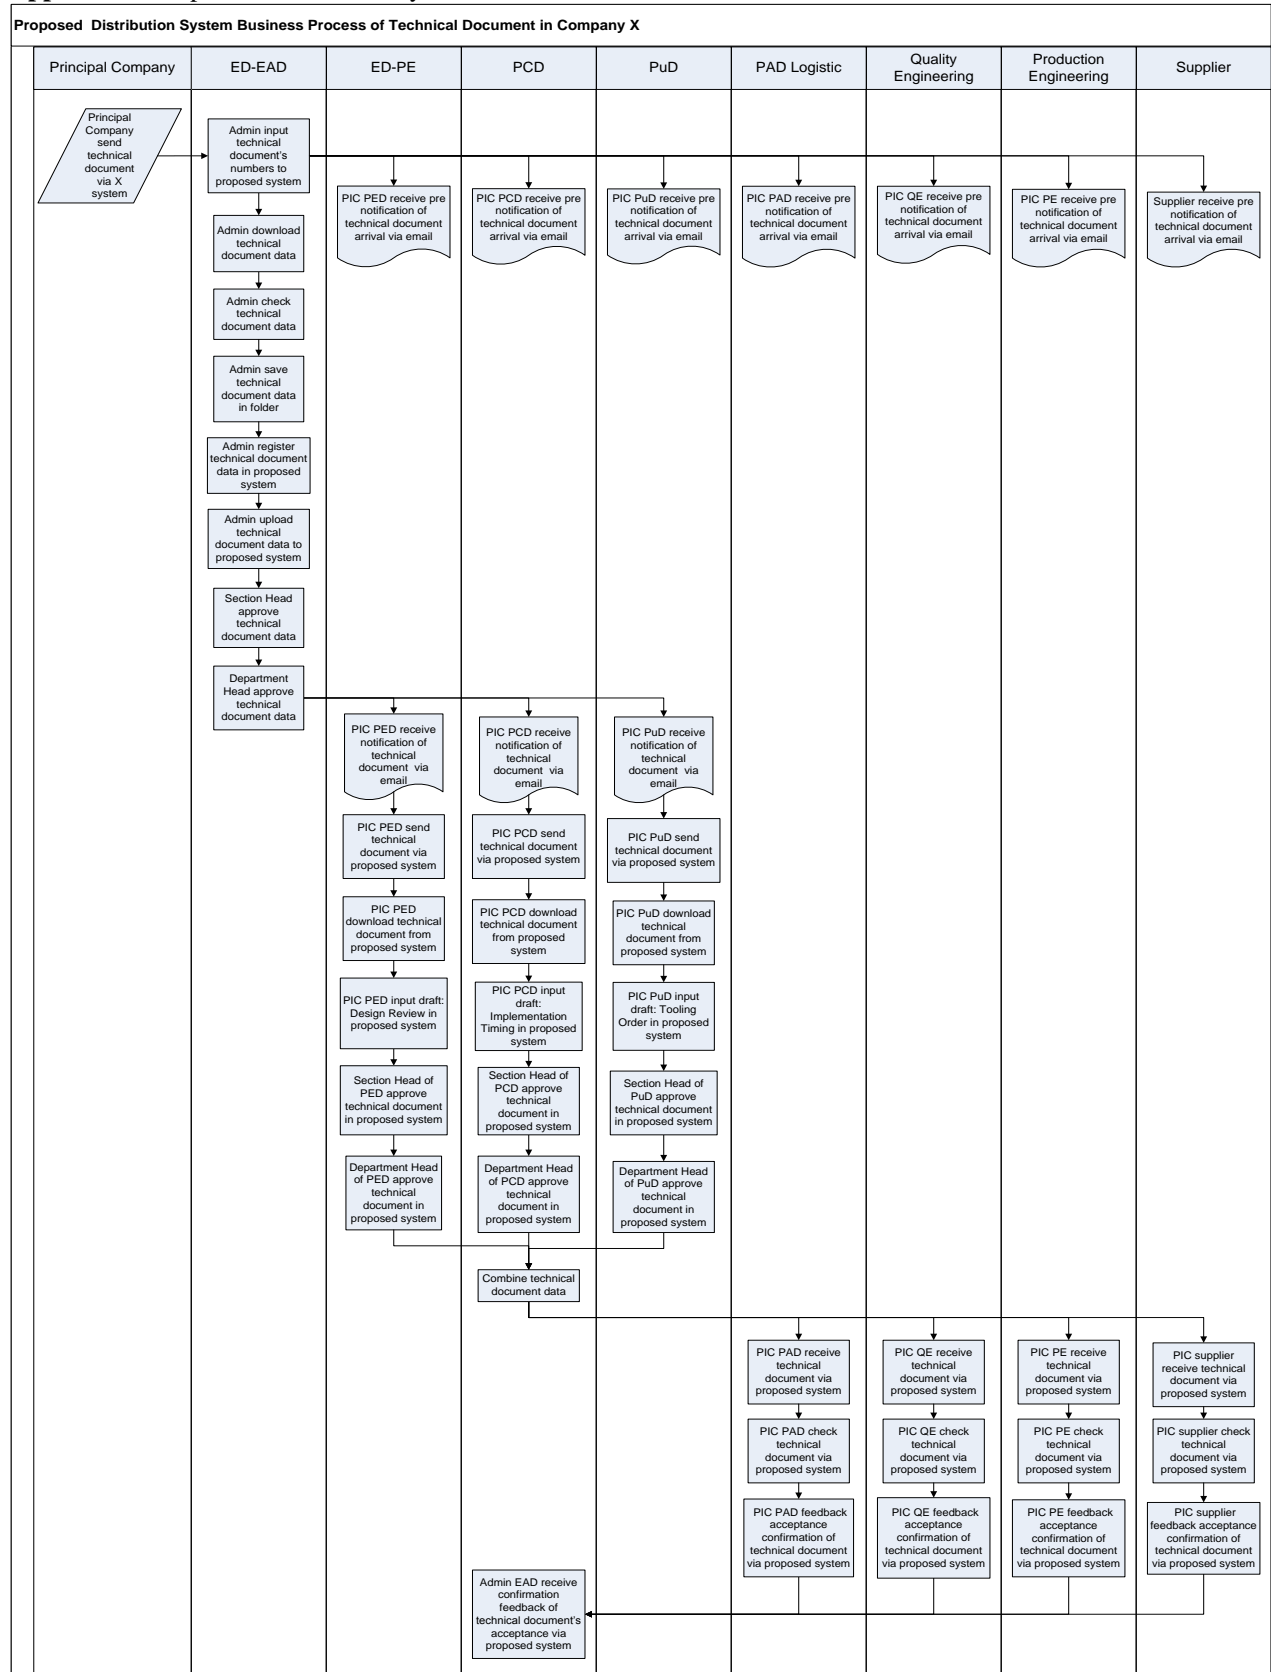 Proposed Distribution System Business Process of Technical Document in Company X
Principal Company
ED-EAD
ED-PE
PCD
PuD
PAD Logistic
Quality
Engineering
Production
Engineering
Supplier
Principal
Company
send
technical
document
via X
system
Admin input
technical
document's
numbers to
proposed system
PIC PED receive pre
notification of
technical document
arrival via email
PIC PCD receive pre
notification of
technical document
arrival via email
PIC PuD receive pre
notification of
technical document
arrival via email
PIC PAD receive pre
notification of
technical document
arrival via email
PIC QE receive pre
notification of
technical document
arrival via email
PIC PE receive pre
notification of
technical document
arrival via email
Supplier receive pre
notification of
technical document
arrival via email
Admin download
technical
document data
Admin check
technical
document data
Admin save
technical
document data
in folder
Admin register
technical document
data in proposed
system
Admin upload
technical
document data to
proposed system
Section Head
approve
technical
document data
Department
Head approve
technical
document data
PIC PED receive
notification of
technical
document via
email
PIC PCD receive
notification of
technical
document via
email
PIC PuD receive
notification of
technical
document via
email
PIC PED send
technical
document via
proposed system
PIC PCD send
technical document
via proposed system
PIC PuD send
technical document
via proposed system
PIC PED
download technical
document from
proposed system
PIC PCD download
technical document
from proposed
system
PIC PuD download
technical
document from
proposed system
PIC PED input draft:
Design Review in
proposed system
PIC PCD input
draft:
Implementation
Timing in proposed
system
PIC PuD input
draft: Tooling
Order in proposed
system
Section Head of
PED approve
technical document
in proposed system
Section Head of
PCD approve
technical
document in
proposed system
Section Head of
PuD approve
technical document
in proposed system
Department Head
of PED approve
technical
document in
proposed system
Department Head
of PCD approve
technical
document in
proposed system
Department Head
of PuD approve
technical
document in
proposed system
Combine technical
document data
PIC PAD receive
technical
document via
proposed system
PIC QE receive
technical
document via
proposed system
PIC PE receive
technical
document via
proposed system
PIC supplier
receive technical
document via
proposed system
PIC PAD check
technical
document via
proposed system
PIC QE check
technical
document via
proposed system
PIC PE check
technical
document via
proposed system
PIC supplier check
technical
document via
proposed system
PIC PAD feedback
acceptance
confirmation of
technical document
via proposed system
PIC QE feedback
acceptance
confirmation of
technical document
via proposed system
PIC PE feedback
acceptance
confirmation of
technical document
via proposed system
PIC supplier
feedback acceptance
confirmation of
technical document
via proposed system
Admin EAD receive
confirmation
feedback of
technical document's
acceptance via
proposed system